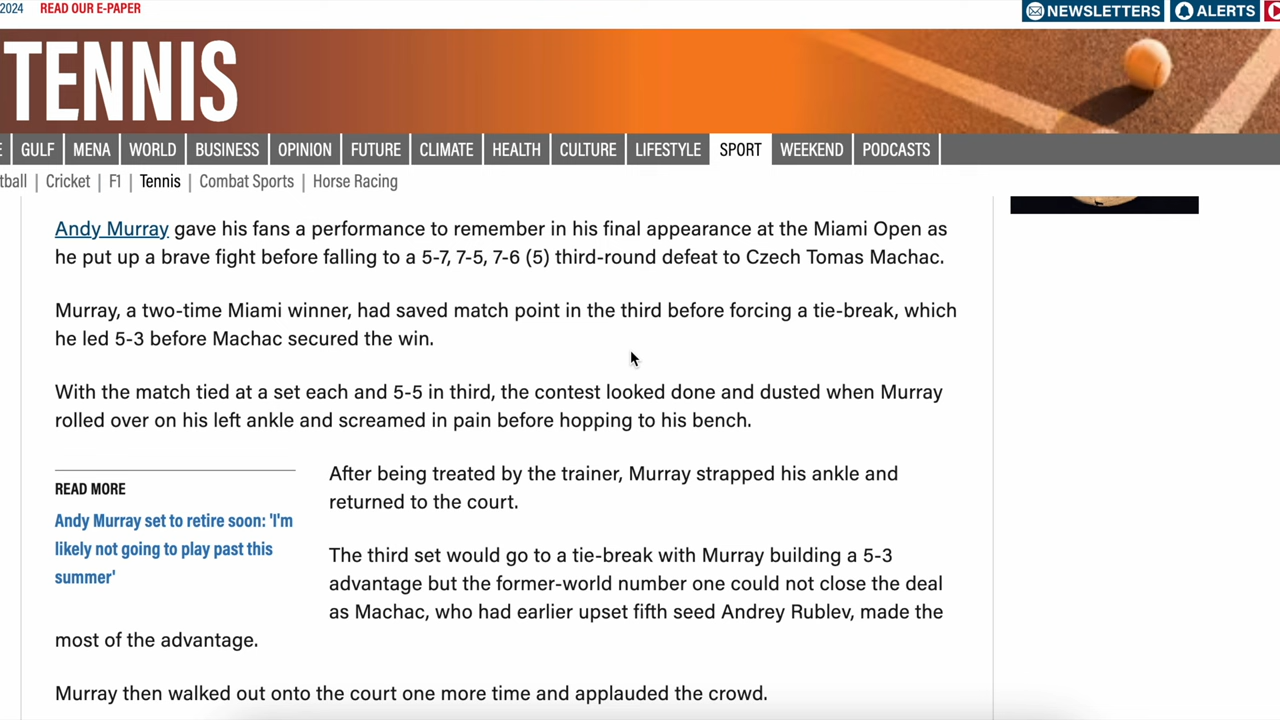 2024 READ OUR E-PAPER NEWSLETTERS ALERTS
TENNIS
GULF MENA WORLD BUSINESS OPINION FUTURE CLIMATE HEALTH CULTURE LIFESTYLE SPORT WEEKEND PODCASTS
tball | Cricket | F1 | Tennis | Combat Sports | Horse Racing
Andy Murray gave his fans a performance to remember in his final appearance at the Miami Open as
he put up a brave fight before falling to a 5-7, 7-5, 7-6 (5) third-round defeat to Czech Tomas Machac.
Murray, a two-time Miami winner, had saved match point in the third before forcing a tie-break, which
he led 5-3 before Machac secured the win.
With the match tied at a set each and 5-5 in third, the contest looked done and dusted when Murray
rolled over on his left ankle and screamed in pain before hopping to his bench.
READ MORE
Andy Murray set to retire soon: 'I'm
likely not going to play past this
summer'
After being treated by the trainer, Murray strapped his ankle and
returned to the court.
The third set would go to a tie-break with Murray building a 5-3
advantage but the former-world number one could not close the deal
as Machac, who had earlier upset fifth seed Andrey Rublev, made the
most of the advantage.
Murray then walked out onto the court one more time and applauded the crowd.